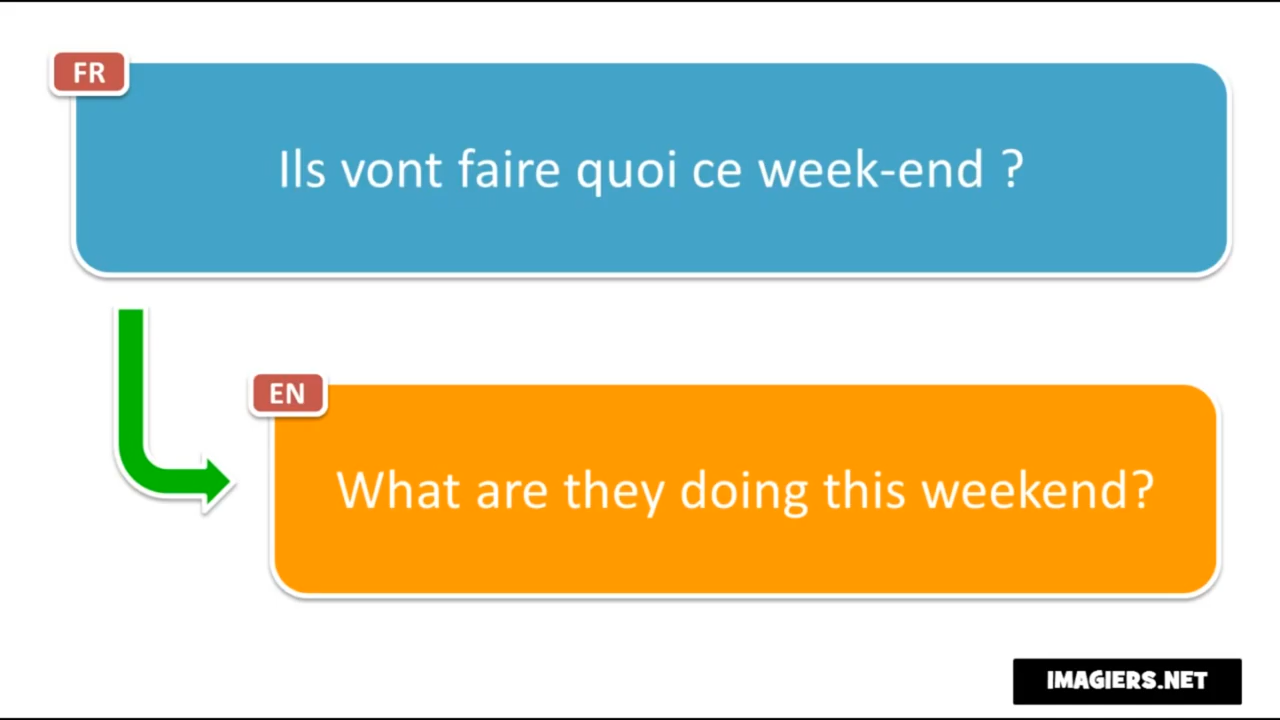 FR
Ils vont faire quoi ce week-end ?
EN
What are they doing this weekend?
IMAGIERS.NET